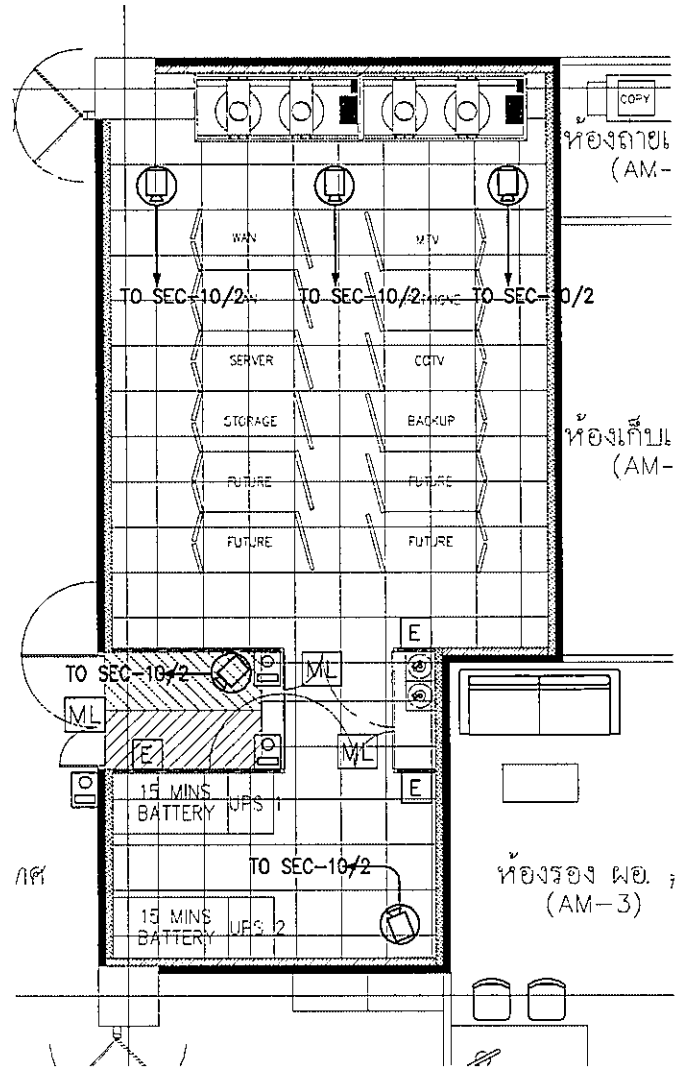 COPY
ห้องถ่าย
(AM-
WAN
MTV
TO SEC-10/2
TO SEC-10/2
TO SEC-10/2
SERVER
CCTV
STORAGE
BACKUP
ห้องเก็บ
(AM-
FUTURE
FUTURE
FUTURE
FUTURE
E
TO SEC-10/2
ML
ML
E
ML
E
15 MINS
BATTERY
UPS 1
TO SEC-10/2
ห้องรอง ผอ.
(AM-3)
15 MINS
BATTERY
UPS 2